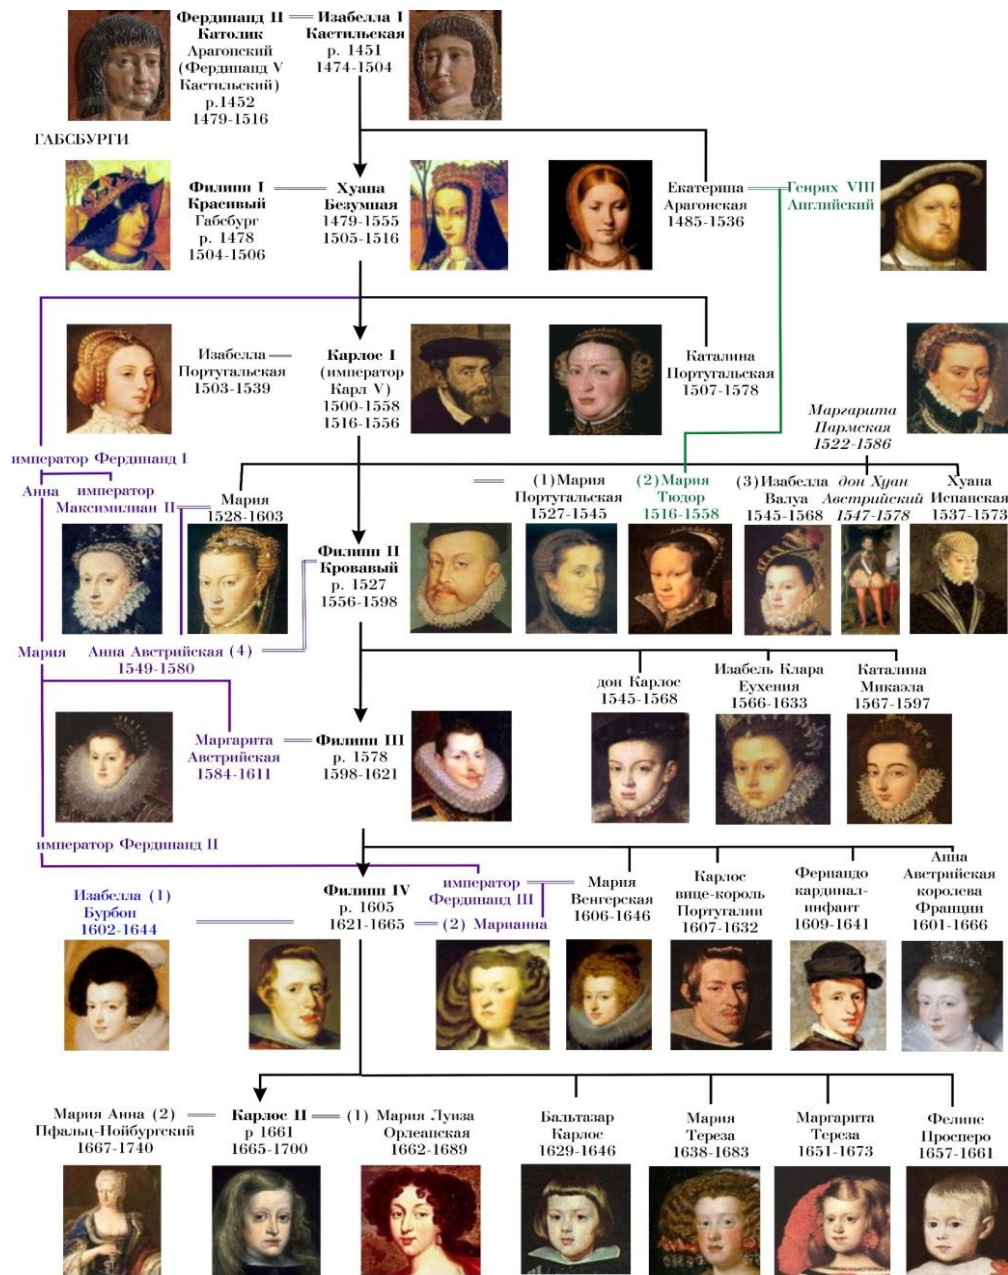 Фердинанд II
Католик
Арагонский
(Фердинанд V
Кастильский)
р.1452
1479-1516
Изабелла I
Кастильская
р. 1451
1474-1504
ГАБСБУРГИ
Филипп I
Красивый
Габсбург
р. 1478
1504-1506
Хуана
Безумная
1479-1555
1505-1516
Екатерина
Арагонская
1485-1536
Генрих VIII
Английский
Изабелла
Португальская
1503-1539
Карлос I
(император
Карл V)
1500-1558
1516-1556
Каталина
Португальская
1507-1578
Маргарита
Пармская
1522-1586
император Фердинанд I
Анна
император
Максимилиан II
Мария
1528-1603
Филипп II
Кровавый
р. 1527
1556-1598
(1) Мария
Португальская
1527-1545
(2) Мария
Тюдор
1516-1558
(3) Изабелла
Валуа
1545-1568
дон Хуан
Австрийский
1547-1578
Хуана
Испанская
1537-1573
Мария
Анна Австрийская (4)
1549-1580
дон Карлос
1545-1568
Изабель Клара
Еухения
1566-1633
Каталина
Микаэла
1567-1597
Маргарита
Австрийская
1584-1611
Филипп III
р. 1578
1598-1621
император Фердинанд II
Изабелла (1)
Бурбон
1602-1644
Филипп IV
р. 1605
1621-1665
император
Фердинанд III
(2) Марианна
Мария
Венгерская
1606-1646
Карлос
вице-король
Португалии
1607-1632
Фернандо
кардинал-
инфант
1609-1641
Анна
Австрийская
королева
Франции
1601-1666
Мария Анна (2)
Пфальц-Нойбургский
1667-1740
Карлос II
р 1661
1665-1700
(1) Мария Луиза
Орлеанская
1662-1689
Бальтазар
Карлос
1629-1646
Мария
Тереза
1638-1683
Маргарита
Тереза
1651-1673
Фелипе
Просперо
1657-1661